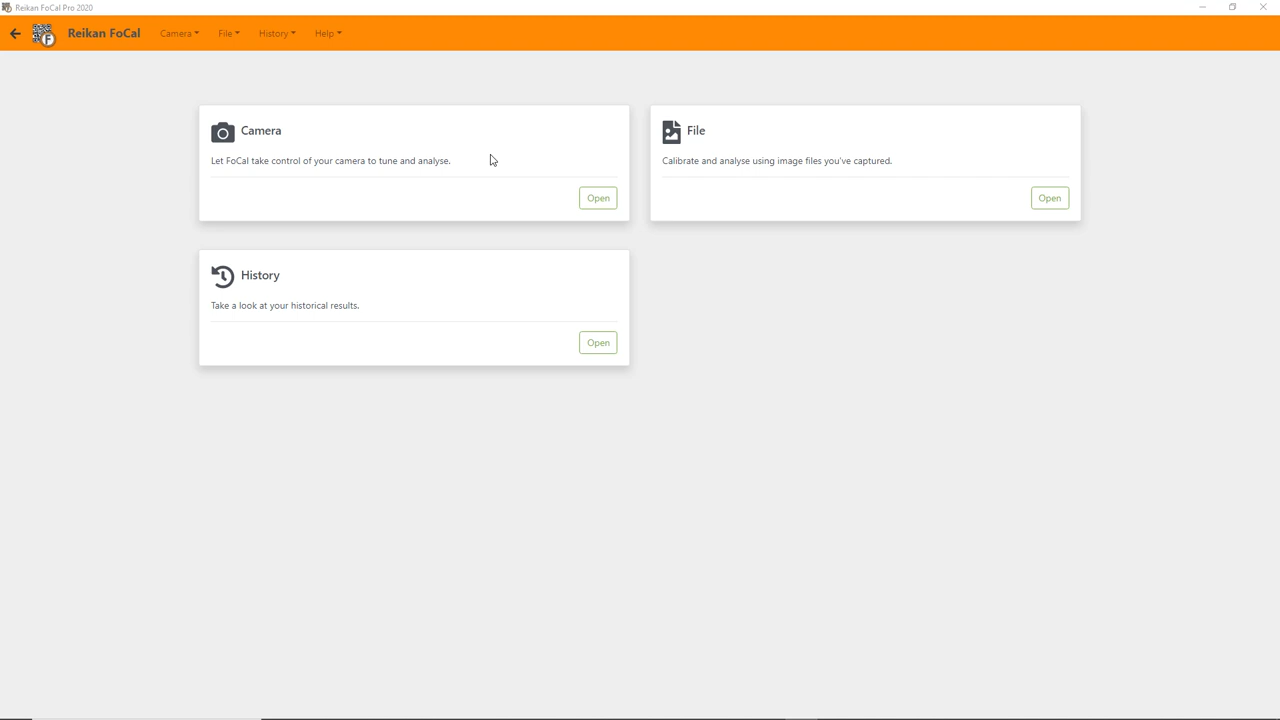 Reikan FoCal Pro 2020
Reikan FoCal Camera File History Help
Camera
Let FoCal take control of your camera to tune and analyse.
Open
File
Calibrate and analyse using image files you've captured.
Open
History
Take a look at your historical results.
Open